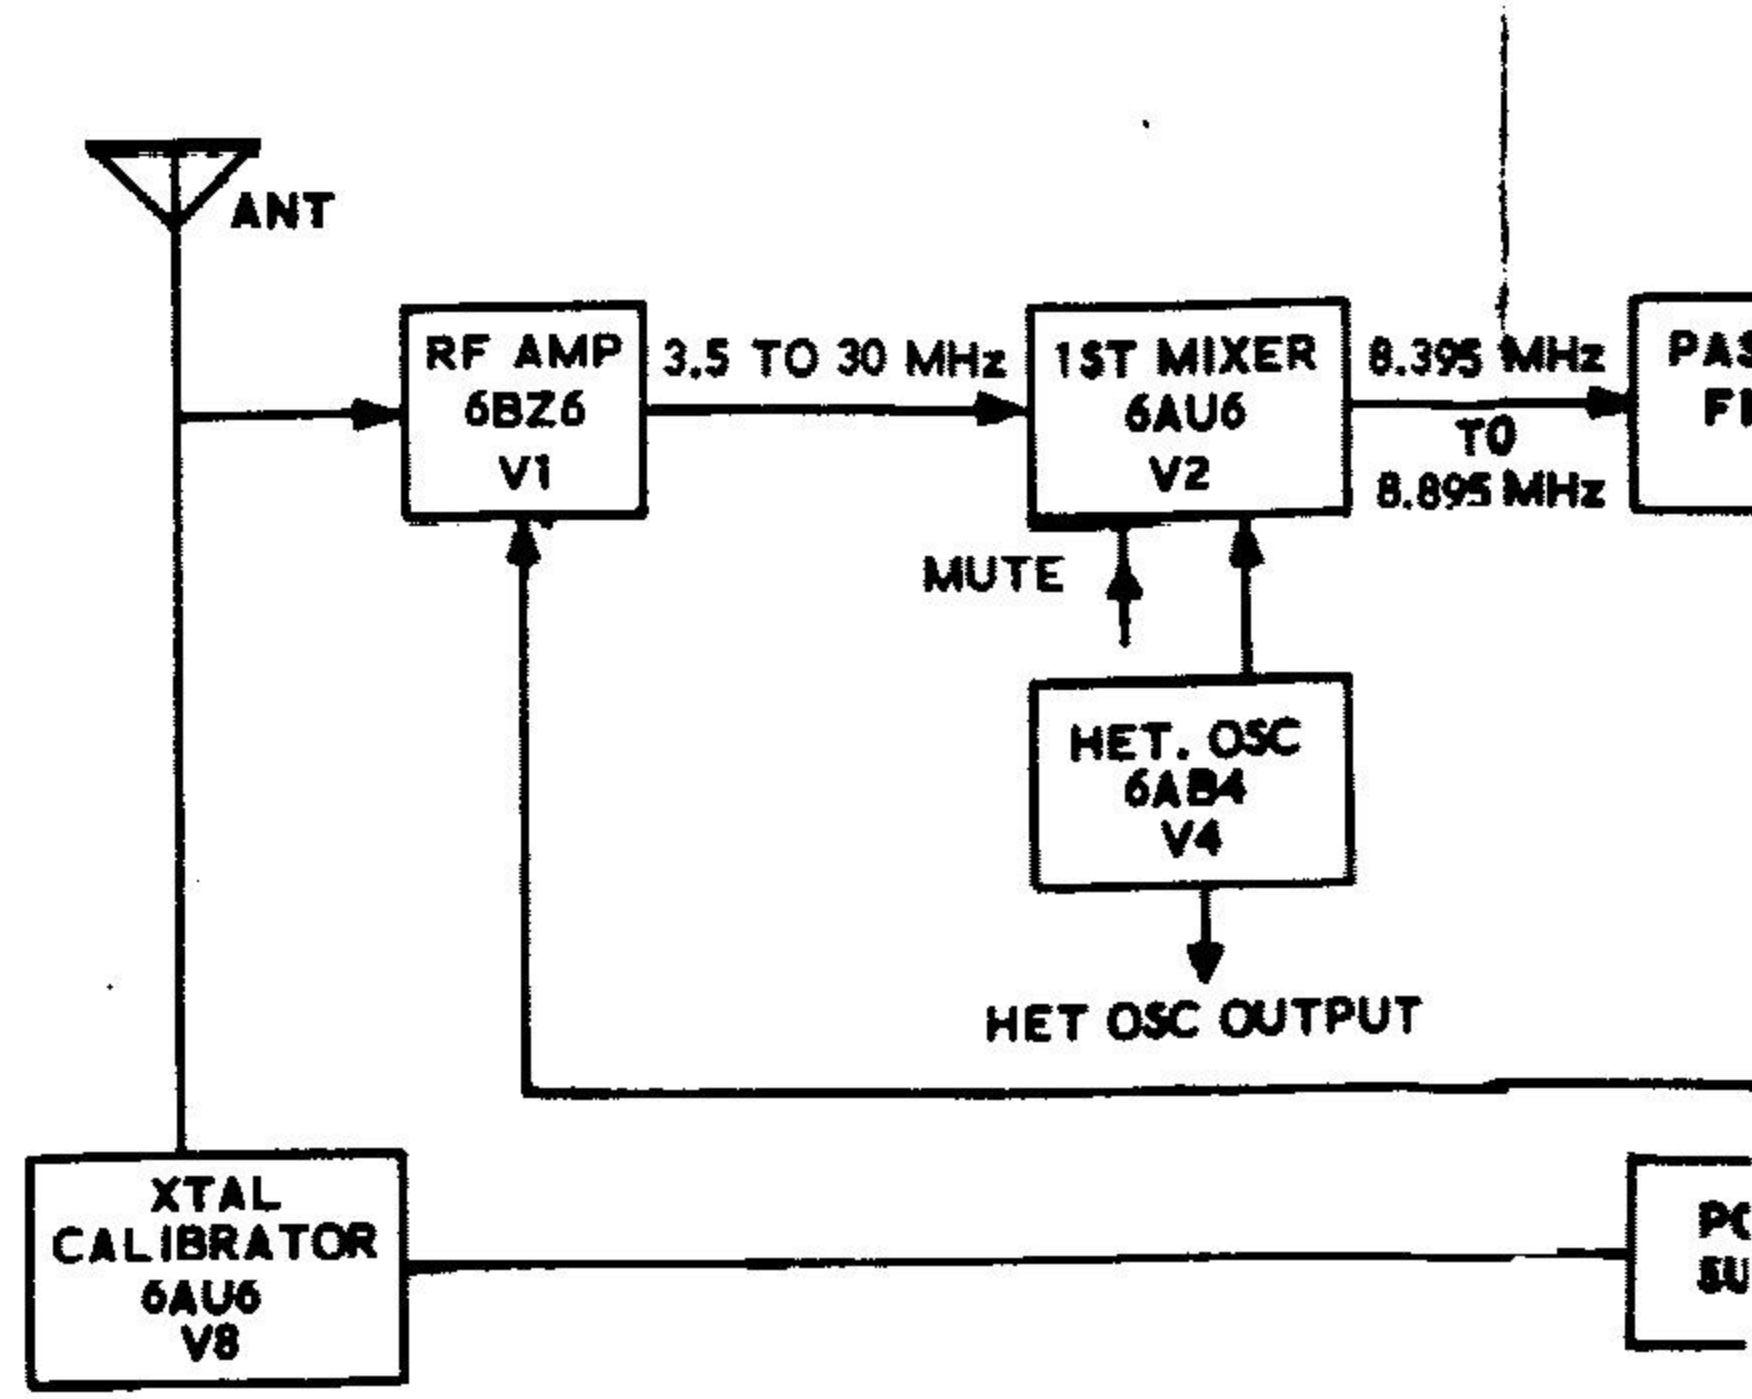 ANT
RF AMP
6BZ6
V1
3.5 TO 30 MHz
1ST MIXER
6AU6
V2
8.395 MHz
TO
8.895 MHz
MUTE
HET. OSC
6AB4
V4
HET OSC OUTPUT
XTAL
CALIBRATOR
6AU6
V8